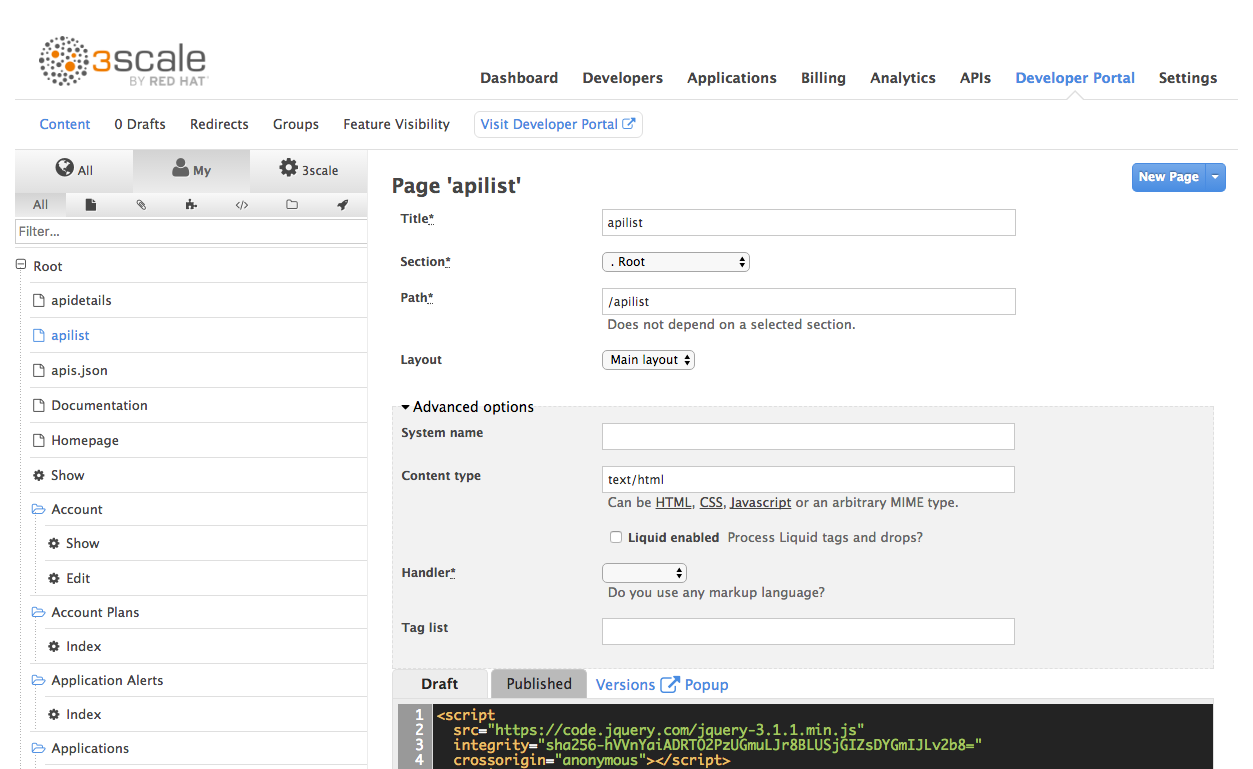 3scale
BY RED HAT
Dashboard Developers Applications Billing Analytics APIs Developer Portal Settings
Content 0 Drafts Redirects Groups Feature Visibility Visit Developer Portal
All My 3scale
All
Filter...
Root
apidetails
apilist
apis.json
Documentation
Homepage
Show
Account
Show
Edit
Account Plans
Index
Application Alerts
Index
Applications
Page 'apilist'
New Page
Title* apilist
Section* . Root
Path* /apilist
Does not depend on a selected section.
Layout Main layout
Advanced options
System name
Content type text/html
Can be HTML, CSS, Javascript or an arbitrary MIME type.
Liquid enabled Process Liquid tags and drops?
Handler*
Do you use any markup language?
Tag list
Draft Published Versions Popup
1 <script
2 src="https://code.jquery.com/jquery-3.1.1.min.js"
3 integrity="sha256-hVVnYaiADRTO2PzUGmuLJr8BLUSjGIZsDYGmIJLv2b8="
4 crossorigin="anonymous"></script>